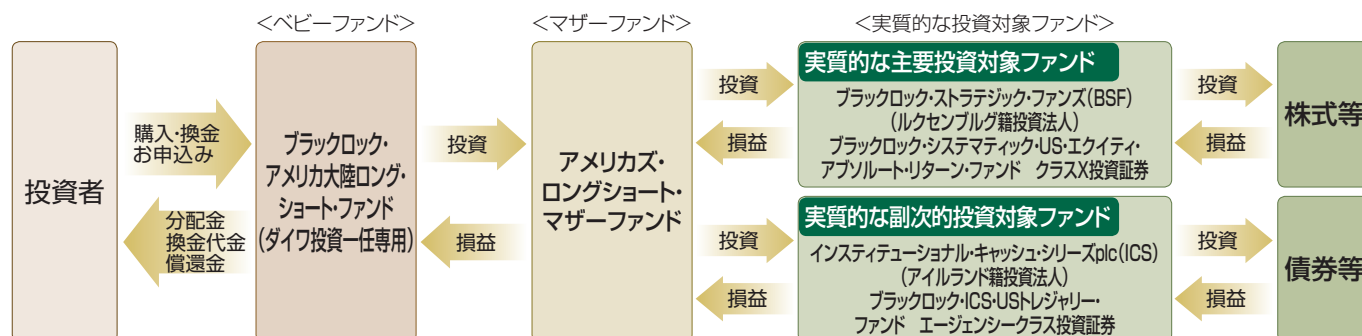 <ベビーファンド>
<マザーファンド>
<実質的な投資対象ファンド>
投資者
購入・換金
お申込み
分配金
換金代金
償還金
ブラックロック・
アメリカ大陸ロング・
ショート・ファンド
(ダイワ投資一任専用)
投資
損益
アメリカズ・
ロングショート・
マザーファンド
投資
損益
実質的な主要投資対象ファンド
ブラックロック・ストラテジック・ファンズ(BSF)
(ルクセンブルグ籍投資法人)
ブラックロック・システマティック・US・エクイティ・
アブソルート・リターン・ファンド クラスX投資証券
投資
損益
株式等
投資
損益
実質的な副次的投資対象ファンド
インスティテューショナル・キャッシュ・シリーズplc(ICS)
(アイルランド籍投資法人)
ブラックロック・ICS・USトレジャリー・
ファンド エージェンシークラス投資証券
投資
損益
債券等